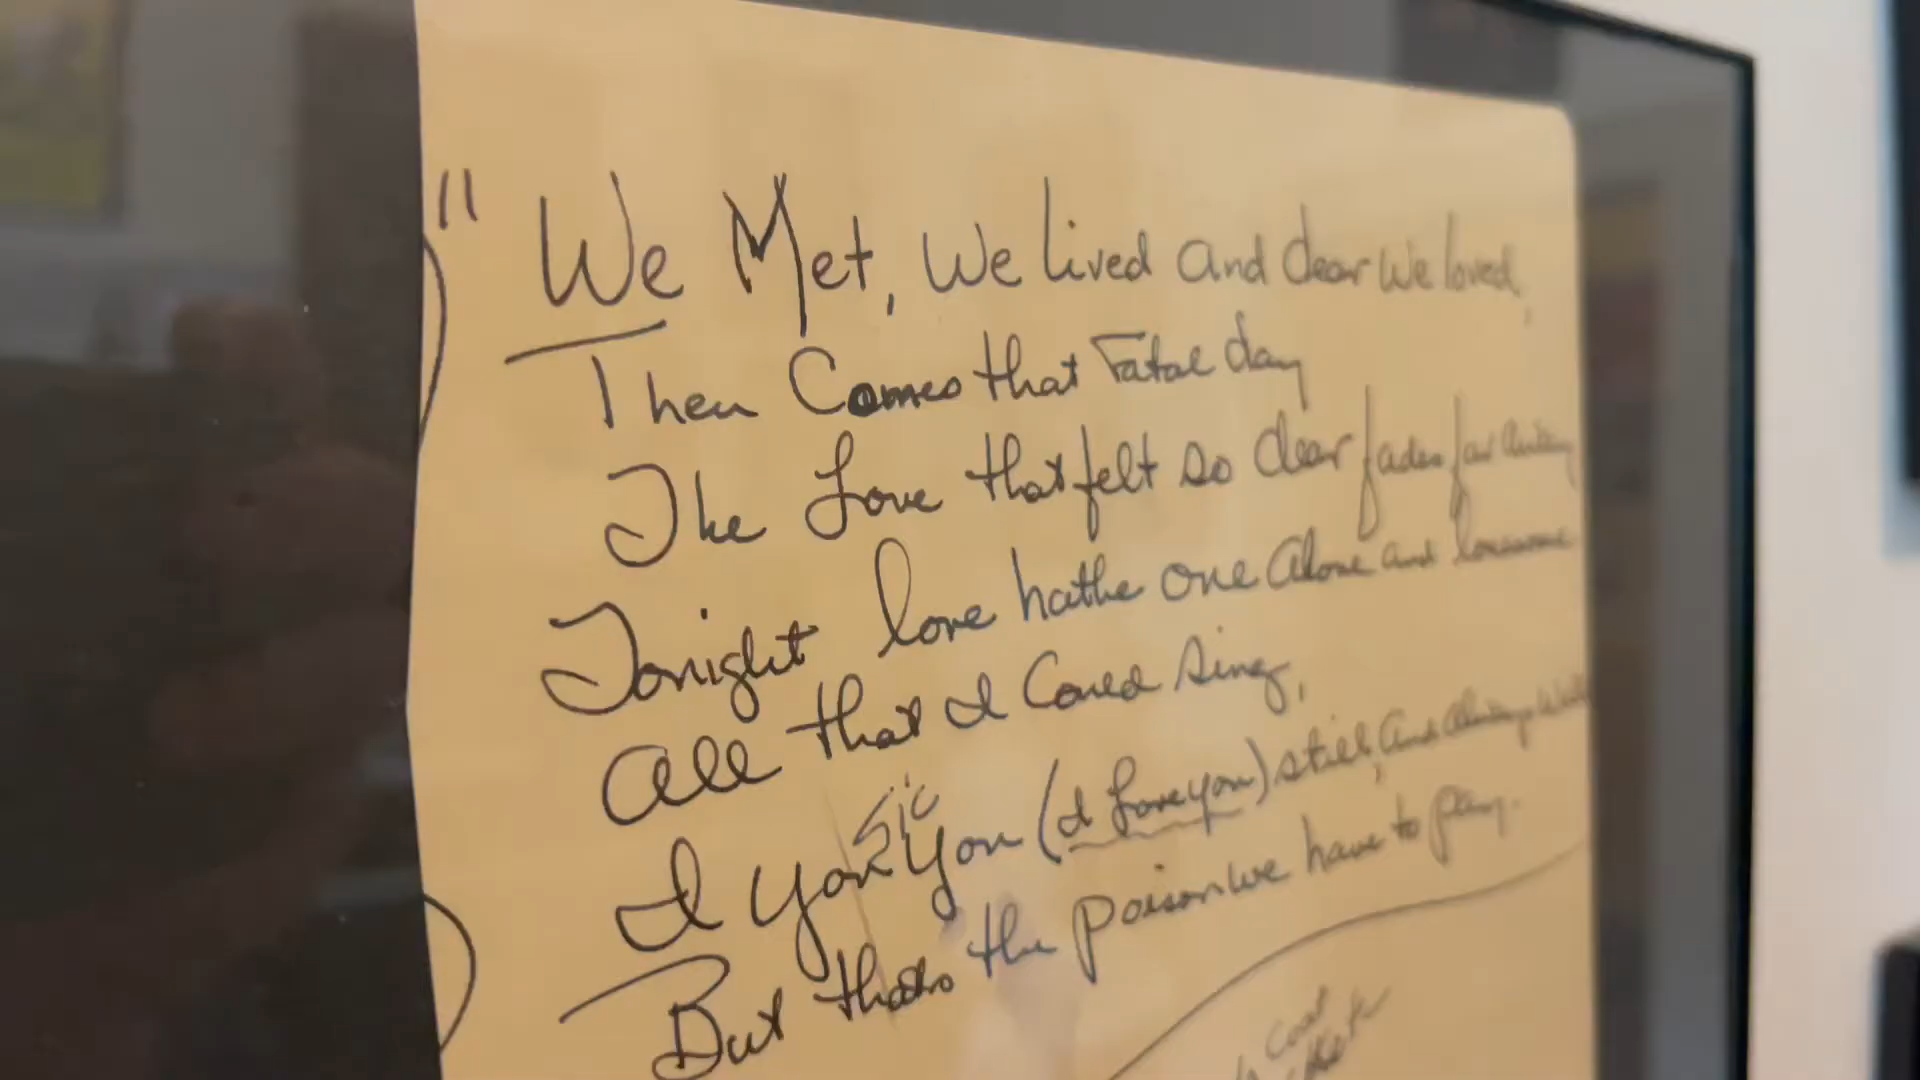 " We Met, We lived and dear We loved,
Then Comes that Fatal day
The Love that felt so dear fades far away
Tonight love hathe one alone and lonesome
All that I Could Sing,
sic
I you you (I Love you) still, and always will
But thats the poison we have to pay.
Coat